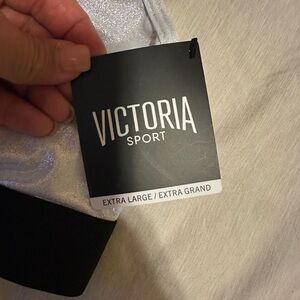 VICTORIA
SPORT
EXTRA LARGE / EXTRA GRAND